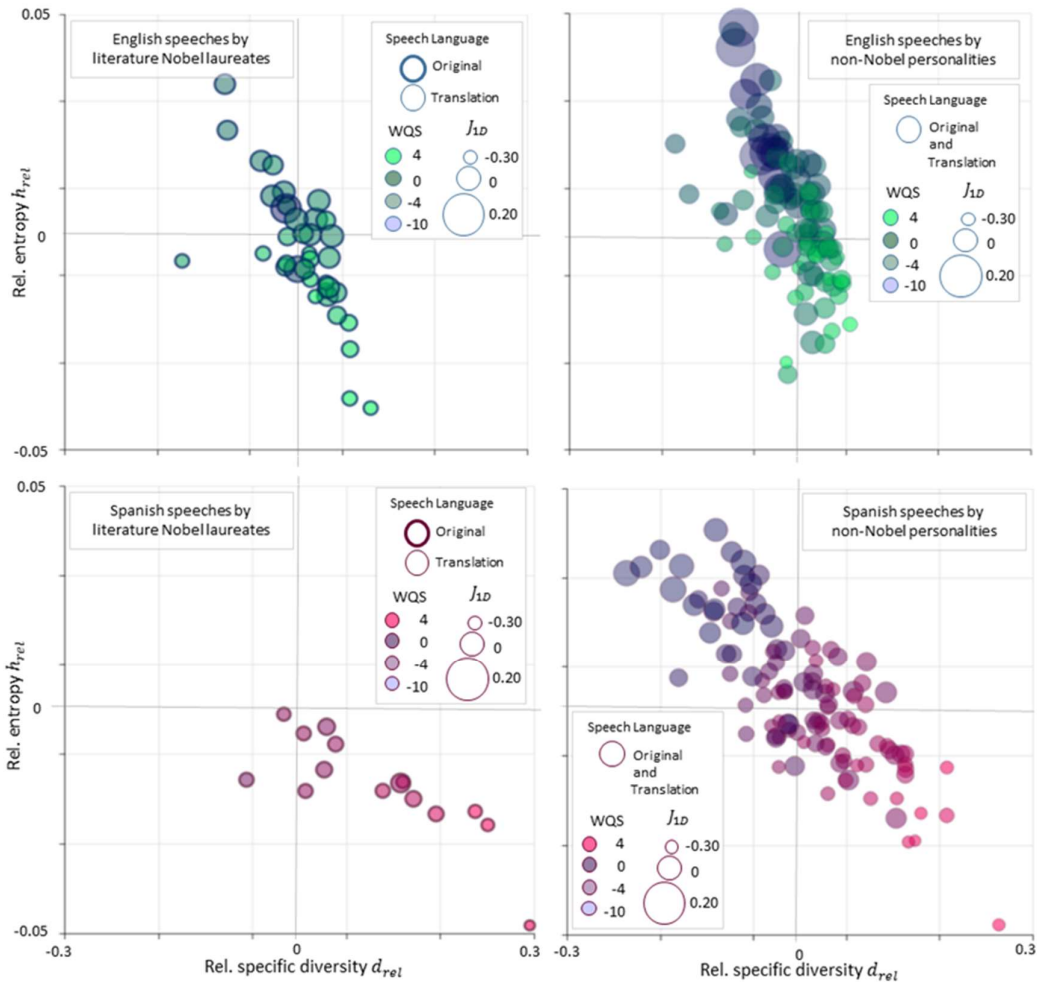 0.05
English speeches by
literature Nobel laureates
Speech Language
Original
Translation
WQS J1D
4 -0.30
0 0
-4 0.20
-10
Rel. entropy hrel
0
-0.05
English speeches by
non-Nobel personalities
Speech Language
Original
and
Translation
WQS J1D
4 -0.30
0 0
-4 0.20
-10
0.05
Spanish speeches by
literature Nobel laureates
Speech Language
Original
Translation
WQS J1D
4 -0.30
0 0
-4 0.20
-10
Rel. entropy hrel
0
-0.05
-0.3 0 0.3
Rel. specific diversity drel
Spanish speeches by
non-Nobel personalities
Speech Language
Original
and
Translation
WQS J1D
4 -0.30
0 0
-4 0.20
-10
-0.3 0 0.3
Rel. specific diversity drel